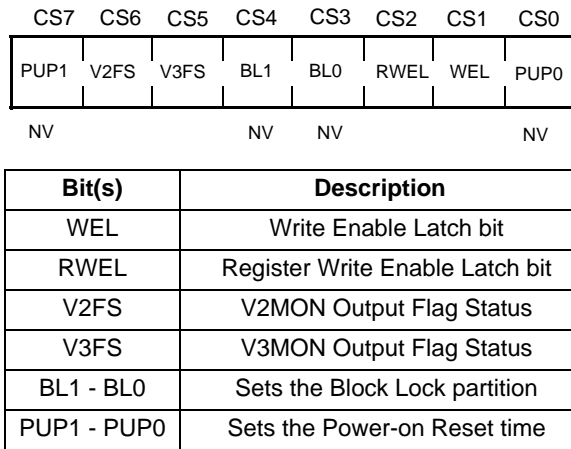 CS7 CS6 CS5 CS4 CS3 CS2 CS1 CS0
PUP1 V2FS V3FS BL1 BL0 RWEL WEL PUP0
NV NV NV NV
Bit(s) Description
WEL Write Enable Latch bit
RWEL Register Write Enable Latch bit
V2FS V2MON Output Flag Status
V3FS V3MON Output Flag Status
BL1 - BL0 Sets the Block Lock partition
PUP1 - PUP0 Sets the Power-on Reset time